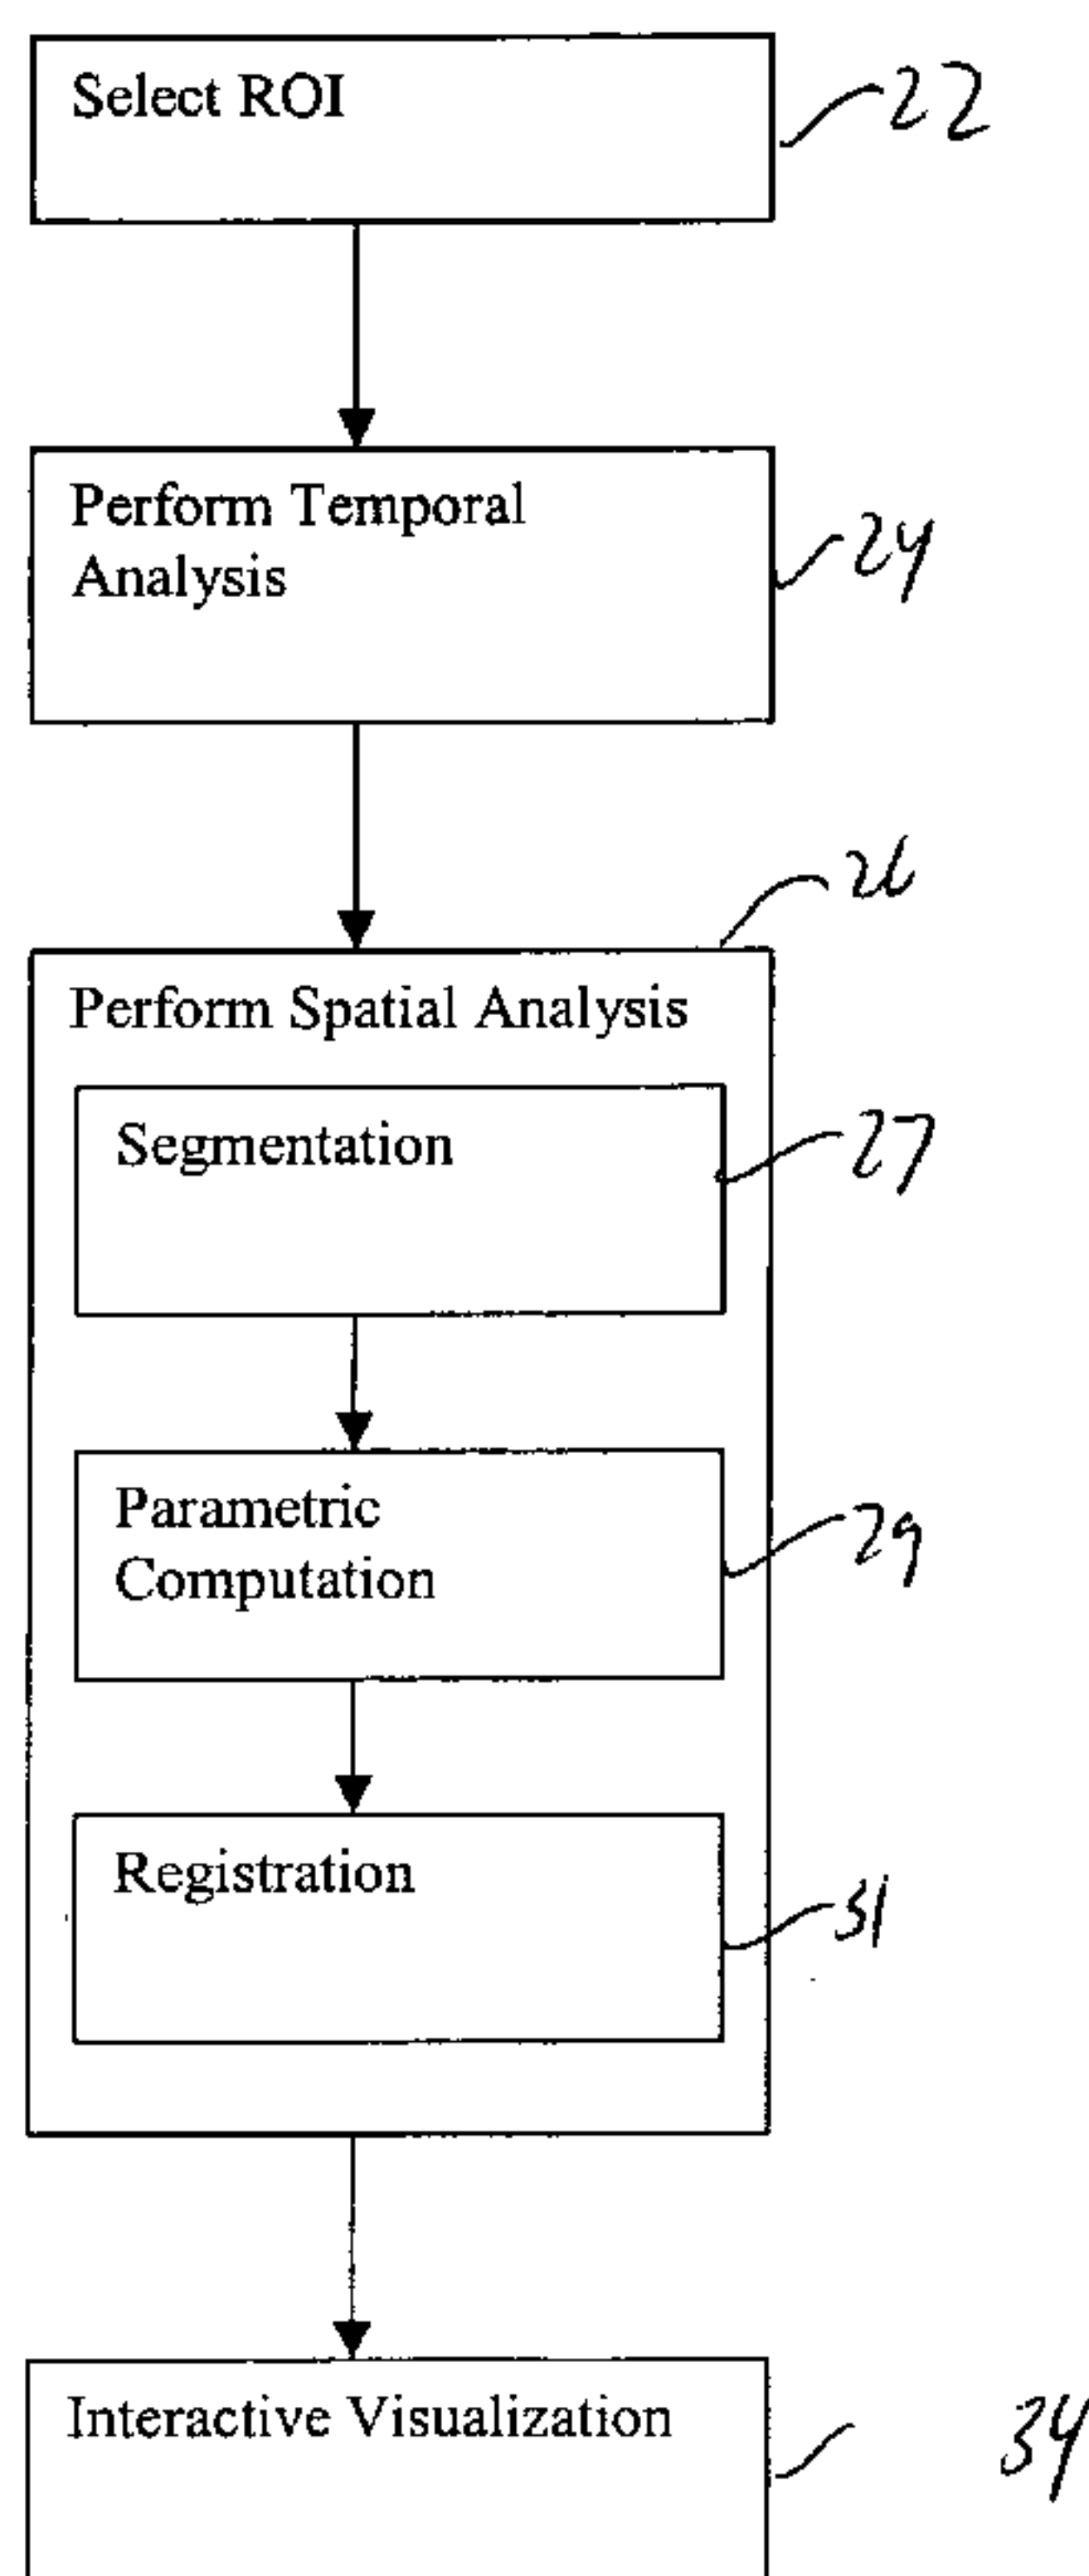 Select ROI
22
Perform Temporal
Analysis
24
26
Perform Spatial Analysis
Segmentation
27
Parametric
Computation
29
Registration
31
Interactive Visualization
34